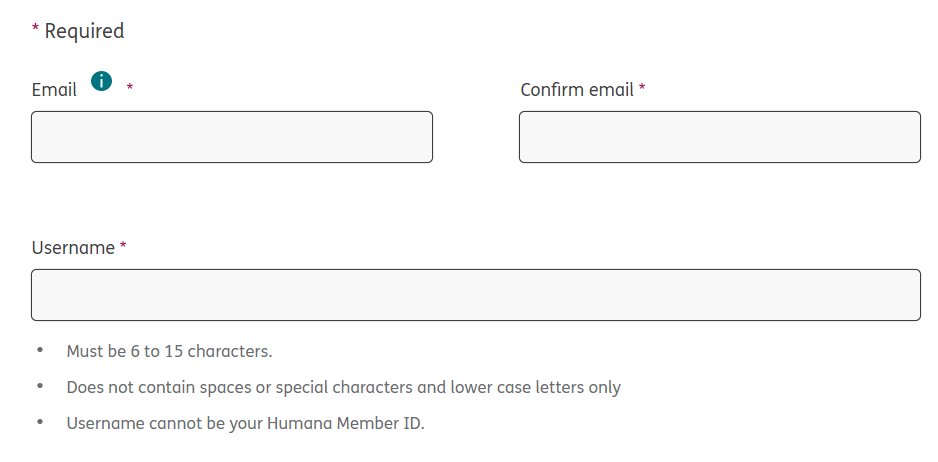 * Required
Email i *
Confirm email *
Username *
• Must be 6 to 15 characters.
• Does not contain spaces or special characters and lower case letters only
• Username cannot be your Humana Member ID.